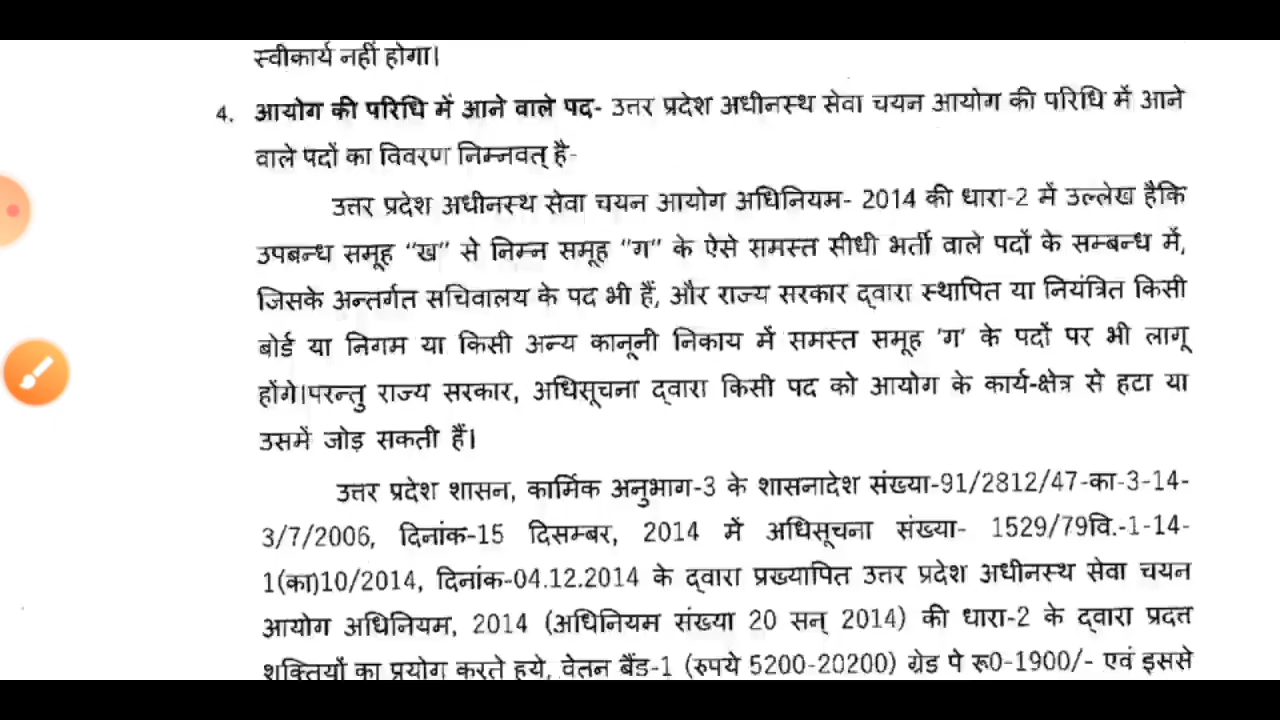 स्वीकार्य नहीं होगा।
4. आयोग की परिधि में आने वाले पद- उत्तर प्रदेश अधीनस्थ सेवा चयन आयोग की परिधि में आने
वाले पदों का विवरण निम्नवत् है-
उत्तर प्रदेश अधीनस्थ सेवा चयन आयोग अधिनियम- 2014 की धारा-2 में उल्लेख हैकि
उपबन्ध समूह "ख" से निम्न समूह "ग" के ऐसे समस्त सीधी भर्ती वाले पदों के सम्बन्ध में,
जिसके अन्तर्गत सचिवालय के पद भी हैं, और राज्य सरकार द्वारा स्थापित या नियंत्रित किसी
बोर्ड या निगम या किसी अन्य कानूनी निकाय में समस्त समूह 'ग' के पदों पर भी लागू
होंगे।परन्तु राज्य सरकार, अधिसूचना द्वारा किसी पद को आयोग के कार्य-क्षेत्र से हटा या
उसमें जोड़ सकती हैं।
उत्तर प्रदेश शासन, कार्मिक अनुभाग-3 के शासनादेश संख्या-91/2812/47-का-3-14-
3/7/2006, दिनांक-15 दिसम्बर, 2014 में अधिसूचना संख्या- 1529/79वि.-1-14-
1(का)10/2014, दिनांक-04.12.2014 के द्वारा प्रख्यापित उत्तर प्रदेश अधीनस्थ सेवा चयन
आयोग अधिनियम, 2014 (अधिनियम संख्या 20 सन् 2014) की धारा-2 के द्वारा प्रदत्त
शक्तियों का प्रयोग करते हुये, वेतन बैंड-1 (रुपये 5200-20200) ग्रेड पे रू0-1900/- एवं इससे